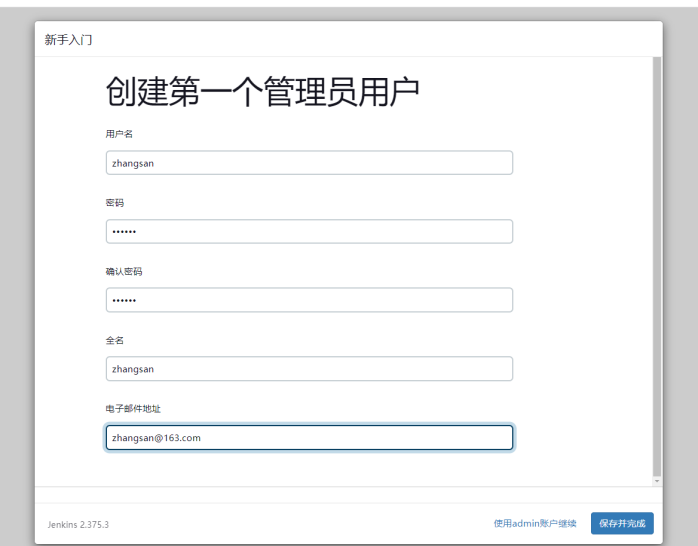 新手入门
创建第一个管理员用户
用户名
zhangsan
密码
••••••
确认密码
••••••
全名
zhangsan
电子邮件地址
zhangsan@163.com
Jenkins 2.375.3
使用admin账户继续
保存并完成